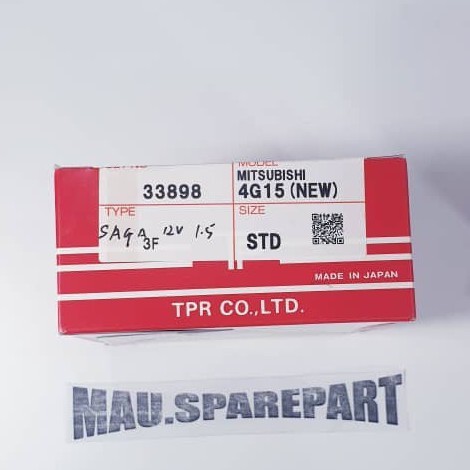 MODEL
33898
MITSUBISHI
4G15 (NEW)
TYPE
SAGA 12V 1.5
3F
SIZE
STD
MADE IN JAPAN
TPR CO.,LTD.
MAU.SPAREPART